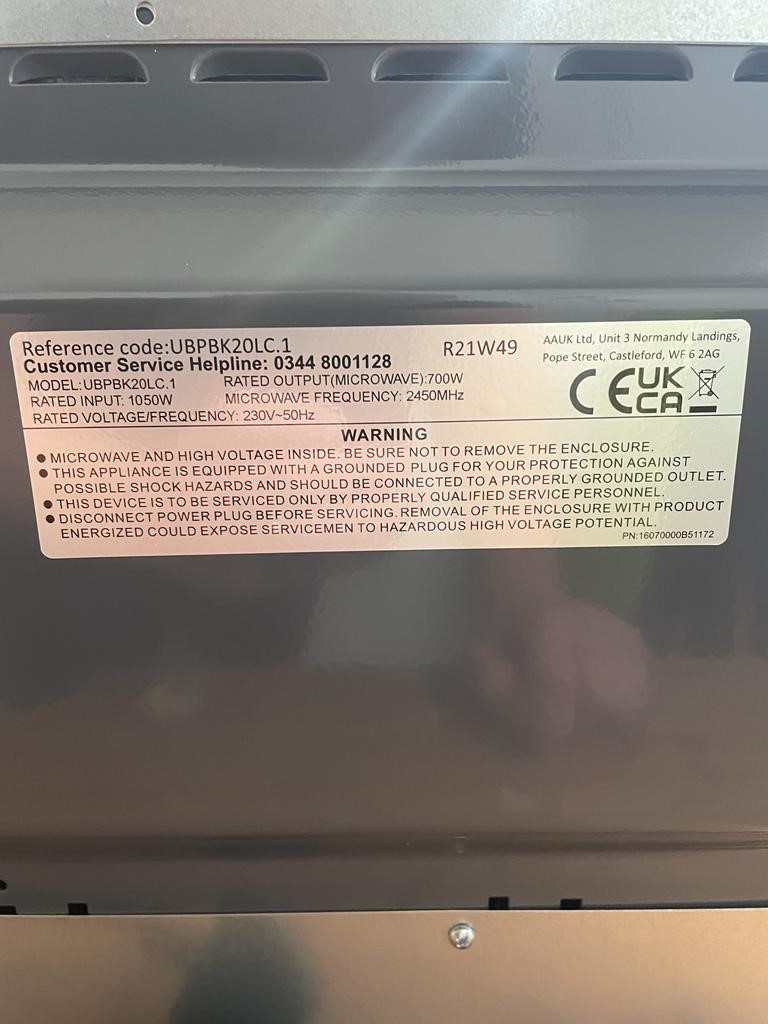 Reference code:UBPBK20LC.1
Customer Service Helpline: 0344 8001128
R21W49
AAUK Ltd, Unit 3 Normandy Landings,
Pope Street, Castleford, WF 6 2AG
MODEL:UBPBK20LC.1 RATED OUTPUT(MICROWAVE):700W
RATED INPUT: 1050W MICROWAVE FREQUENCY: 2450MHz
RATED VOLTAGE/FREQUENCY: 230V~50Hz
CE UK
CA
WARNING
● MICROWAVE AND HIGH VOLTAGE INSIDE. BE SURE NOT TO REMOVE THE ENCLOSURE.
● THIS APPLIANCE IS EQUIPPED WITH A GROUNDED PLUG FOR YOUR PROTECTION AGAINST
POSSIBLE SHOCK HAZARDS AND SHOULD BE CONNECTED TO A PROPERLY GROUNDED OUTLET.
● THIS DEVICE IS TO BE SERVICED ONLY BY PROPERLY QUALIFIED SERVICE PERSONNEL.
● DISCONNECT POWER PLUG BEFORE SERVICING. REMOVAL OF THE ENCLOSURE WITH PRODUCT
ENERGIZED COULD EXPOSE SERVICEMEN TO HAZARDOUS HIGH VOLTAGE POTENTIAL.
PN:16070000B51172